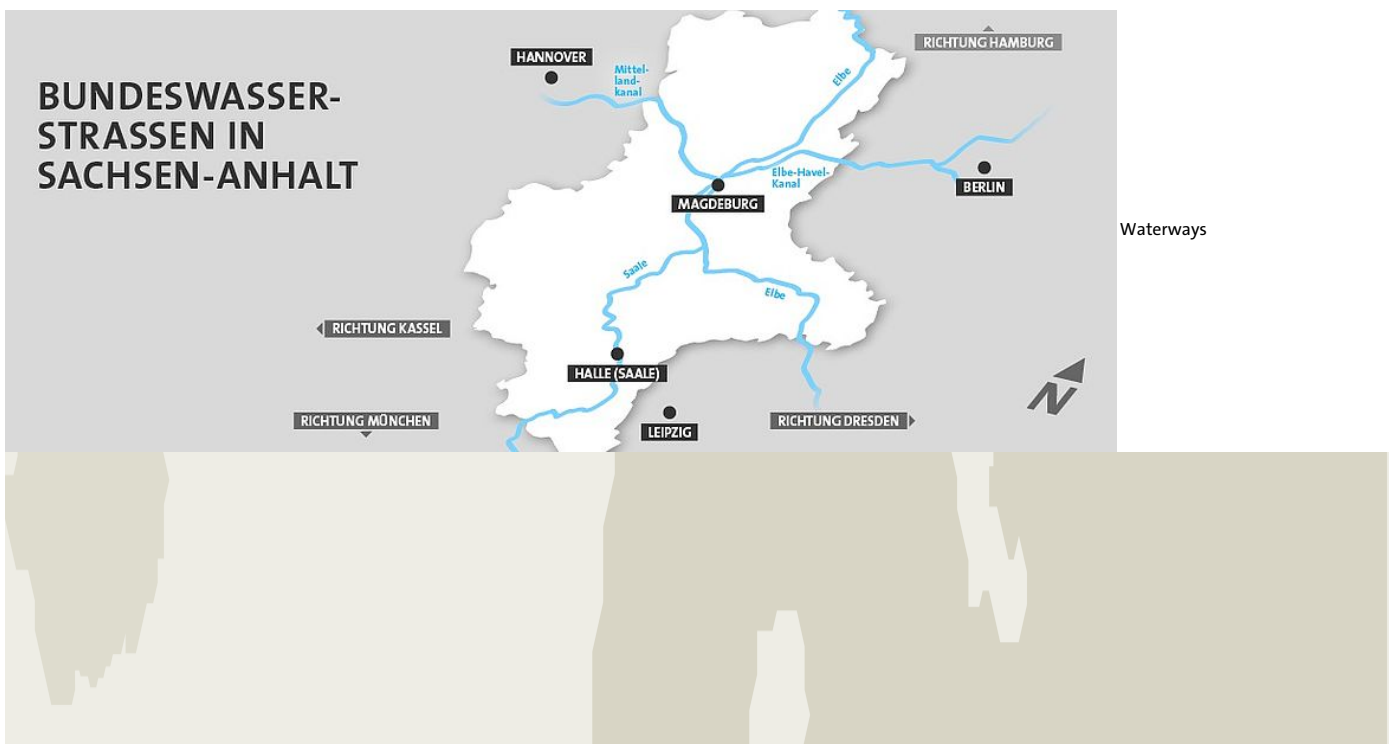 BUNDESWASSER-
STRASSEN IN
SACHSEN-ANHALT
HANNOVER
RICHTUNG HAMBURG
Mittel-
land-
kanal
Elbe
Elbe-Havel-
Kanal
BERLIN
MAGDEBURG
Waterways
Saale
Elbe
RICHTUNG KASSEL
HALLE (SAALE)
RICHTUNG MÜNCHEN
LEIPZIG
RICHTUNG DRESDEN
N